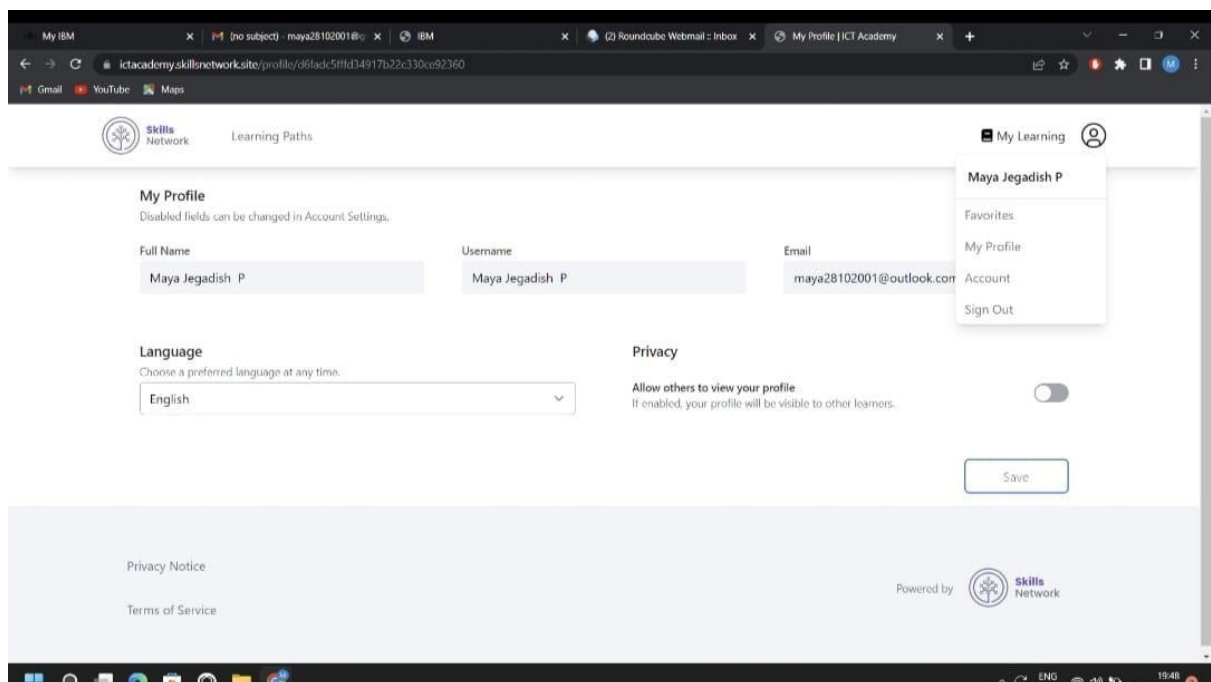 My IBM
(no subject) - maya28102001@g
IBM
(2) Roundcube Webmail :: Inbox
My Profile | ICT Academy
ictacademy.skillsnetwork.site/profile/d6fadc5fffd34917b22c330ce92360
Gmail YouTube Maps
M
Skills
Network
Learning Paths
My Learning
Maya Jegadish P
Favorites
My Profile
Account
Sign Out
My Profile
Disabled fields can be changed in Account Settings.
Full Name
Maya Jegadish P
Username
Maya Jegadish P
Email
maya28102001@outlook.com
Language
Choose a preferred language at any time.
English
Privacy
Allow others to view your profile
If enabled, your profile will be visible to other learners.
Save
Privacy Notice
Terms of Service
Powered by
Skills
Network
ENG
19:48